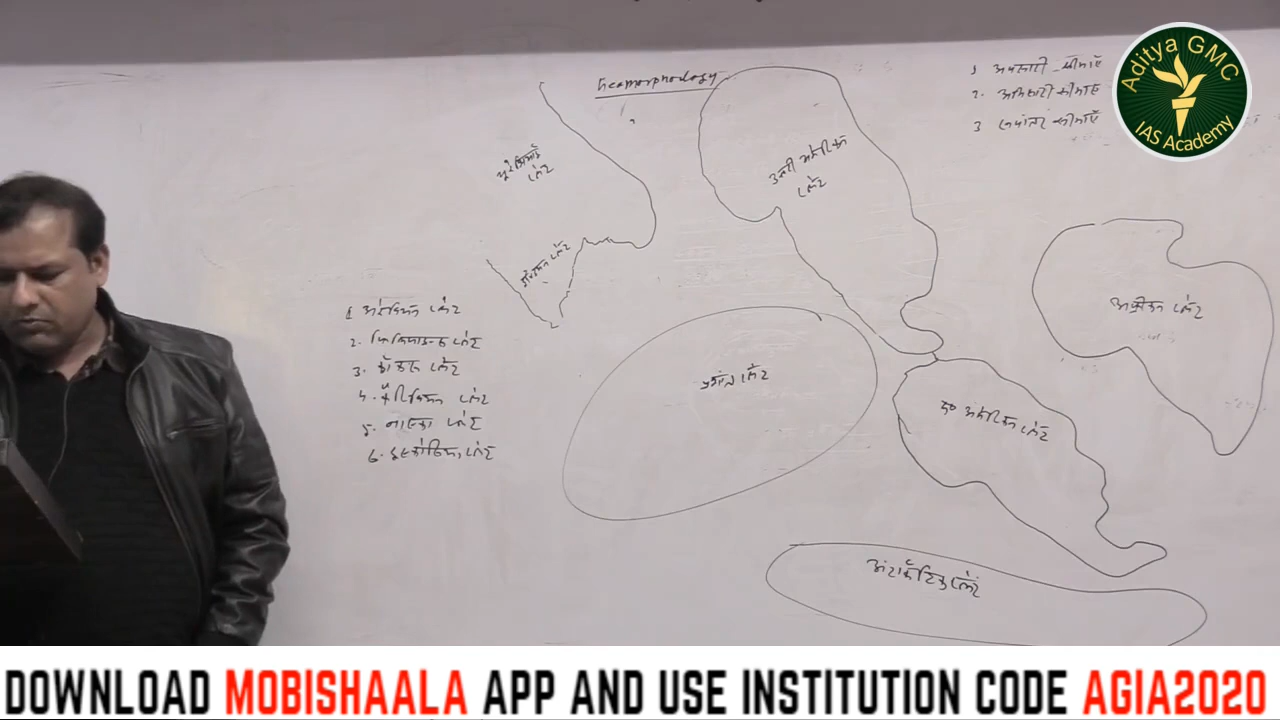 Geomorphology
1 अपसारी सीमाएँ
2. अभिसारी सीमाएँ
3 रूपांतर सीमाएँ
Aditya GMC
IAS Academy
यूरेशियाई
प्लेट
इंडियन प्लेट
उत्तरी अमेरिकन
प्लेट
अफ्रीकन प्लेट
1 अरेबियन प्लेट
2. फिलिपाइन्स प्लेट
3. कोकस प्लेट
4. कैरीबियन प्लेट
5. नास्का प्लेट
6. प्लेट
प्रशांत प्लेट
द० अमेरिकन प्लेट
अंटार्कटिक प्लेट
DOWNLOAD MOBISHAALA APP AND USE INSTITUTION CODE AGIA2020